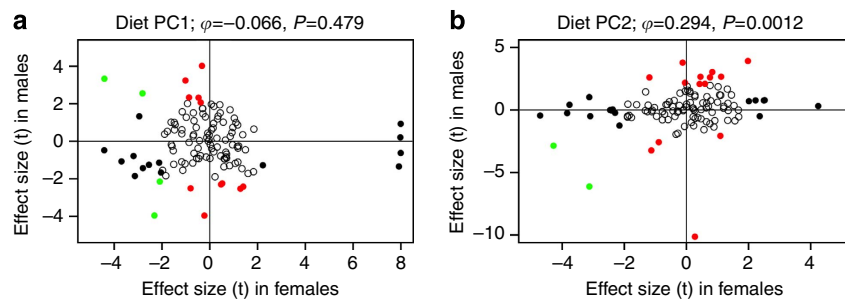 a
Diet PC1; φ=−0.066, P=0.479
Effect size (t) in males
4
2
0
−2
−4
−4 −2 0 2 4 6 8
Effect size (t) in females
b
Diet PC2; φ=0.294, P=0.0012
Effect size (t) in males
5
0
−5
−10
−4 −2 0 2 4
Effect size (t) in females